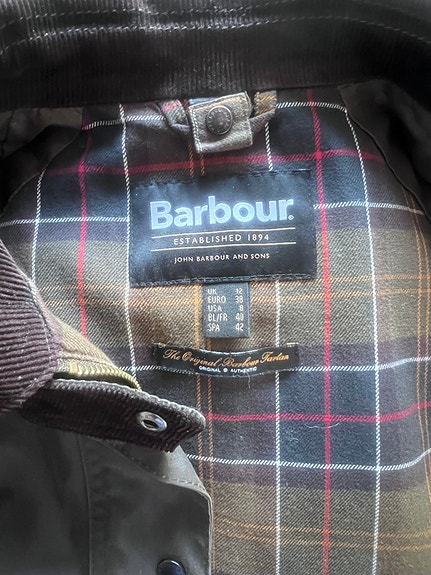 Barbour.
ESTABLISHED 1894
JOHN BARBOUR AND SONS
UK 12
EURO 38
USA 8
BL/FR 40
SPA 42
The Original Barbour Tartan
ORIGINAL & AUTHENTIC